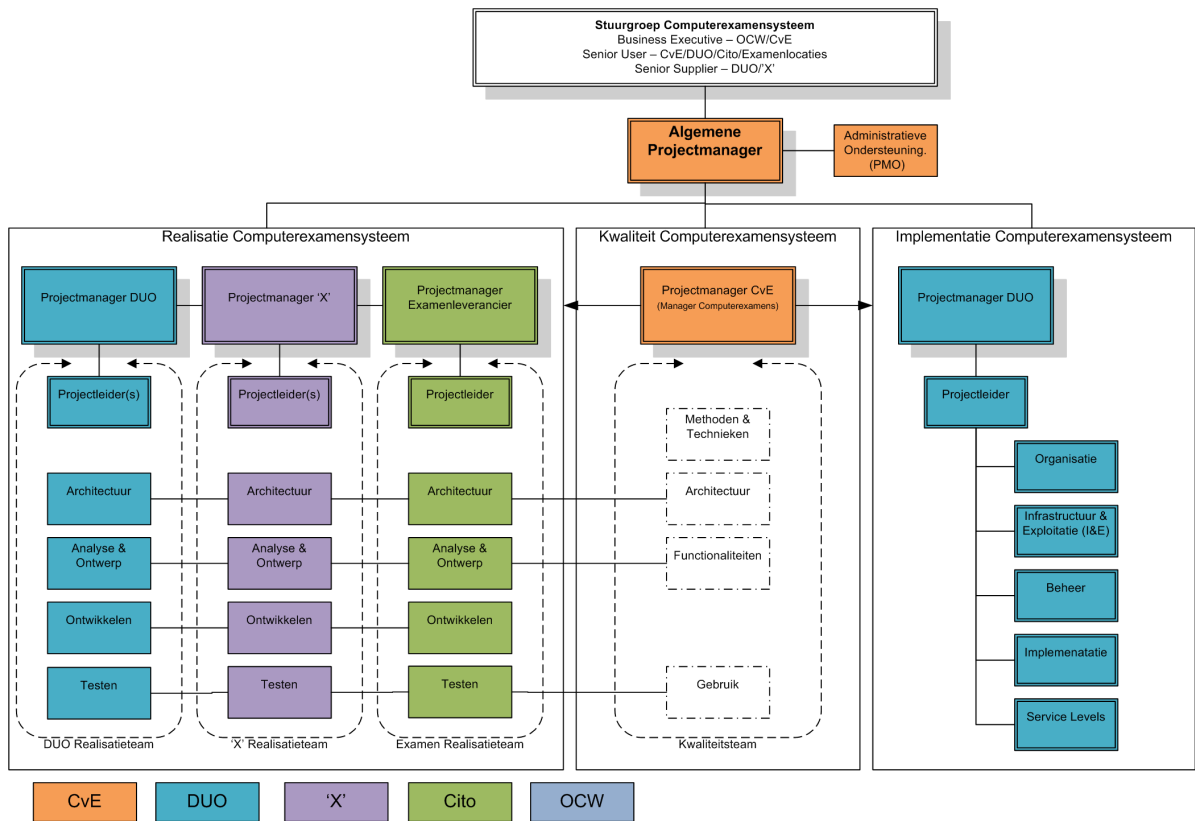 Stuurgroep Computerexamensysteem
Business Executive – OCW/CvE
Senior User – CvE/DUO/Cito/Examenlocaties
Senior Supplier – DUO/'X'
Algemene
Projectmanager
Administratieve
Ondersteuning.
(PMO)
Realisatie Computerexamensysteem
Projectmanager DUO
Projectmanager 'X'
Projectmanager
Examenleverancier
Projectleider(s)
Projectleider(s)
Projectleider
Architectuur
Architectuur
Architectuur
Analyse &
Ontwerp
Analyse &
Ontwerp
Analyse &
Ontwerp
Ontwikkelen
Ontwikkelen
Ontwikkelen
Testen
Testen
Testen
DUO Realisatieteam
'X' Realisatieteam
Examen Realisatieteam
Kwaliteit Computerexamensysteem
Projectmanager CvE
(Manager Computerexamens)
Methoden &
Technieken
Architectuur
Functionaliteiten
Gebruik
Kwaliteitsteam
Implementatie Computerexamensysteem
Projectmanager DUO
Projectleider
Organisatie
Infrastructuur &
Exploitatie (I&E)
Beheer
Implemenatatie
Service Levels
CvE
DUO
'X'
Cito
OCW